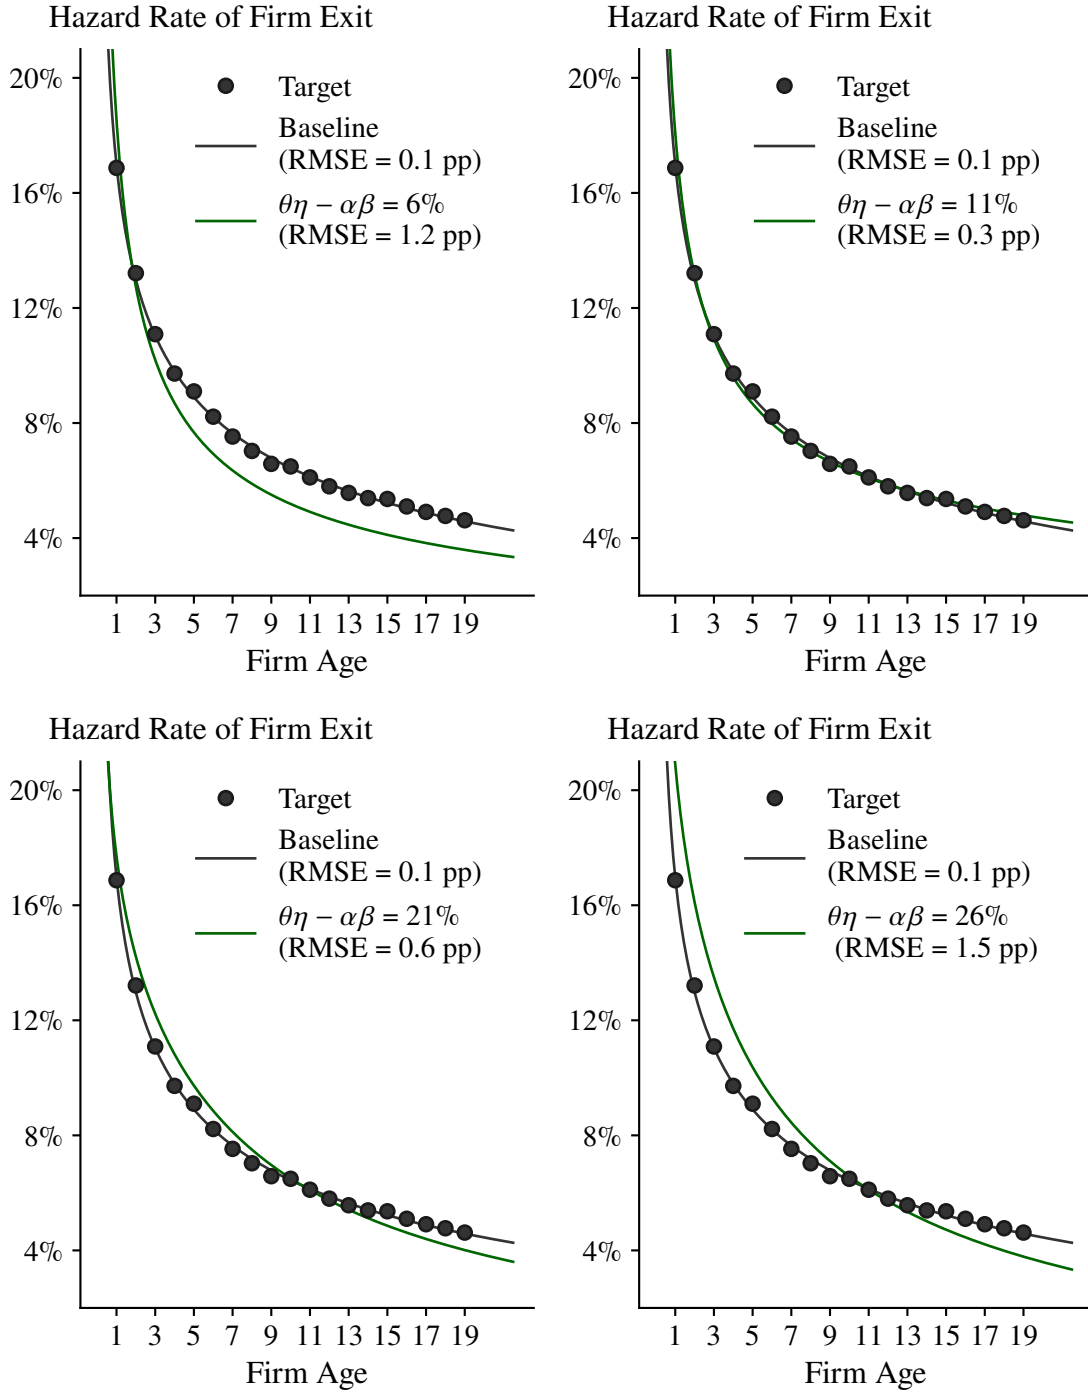 Hazard Rate of Firm Exit
20%
16%
12%
8%
4%
Target
Baseline
(RMSE = 0.1 pp)
θη − αβ = 6%
(RMSE = 1.2 pp)
1 3 5 7 9 11 13 15 17 19
Firm Age
Hazard Rate of Firm Exit
20%
16%
12%
8%
4%
Target
Baseline
(RMSE = 0.1 pp)
θη − αβ = 11%
(RMSE = 0.3 pp)
1 3 5 7 9 11 13 15 17 19
Firm Age
Hazard Rate of Firm Exit
20%
16%
12%
8%
4%
Target
Baseline
(RMSE = 0.1 pp)
θη − αβ = 21%
(RMSE = 0.6 pp)
1 3 5 7 9 11 13 15 17 19
Firm Age
Hazard Rate of Firm Exit
20%
16%
12%
8%
4%
Target
Baseline
(RMSE = 0.1 pp)
θη − αβ = 26%
(RMSE = 1.5 pp)
1 3 5 7 9 11 13 15 17 19
Firm Age